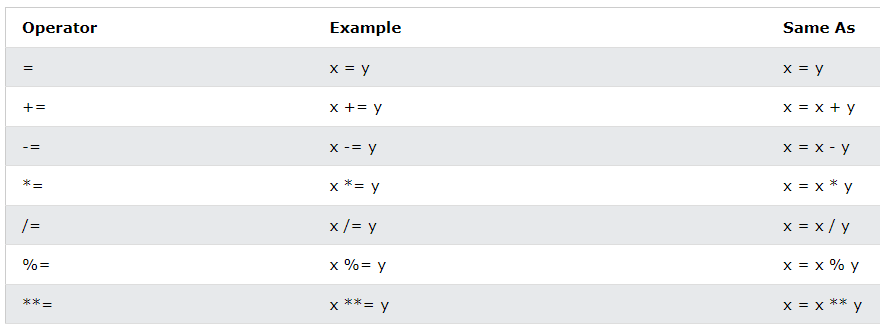 Operator Example Same As
= x = y x = y
+= x += y x = x + y
-= x -= y x = x - y
*= x *= y x = x * y
/= x /= y x = x / y
%= x %= y x = x % y
**= x **= y x = x ** y